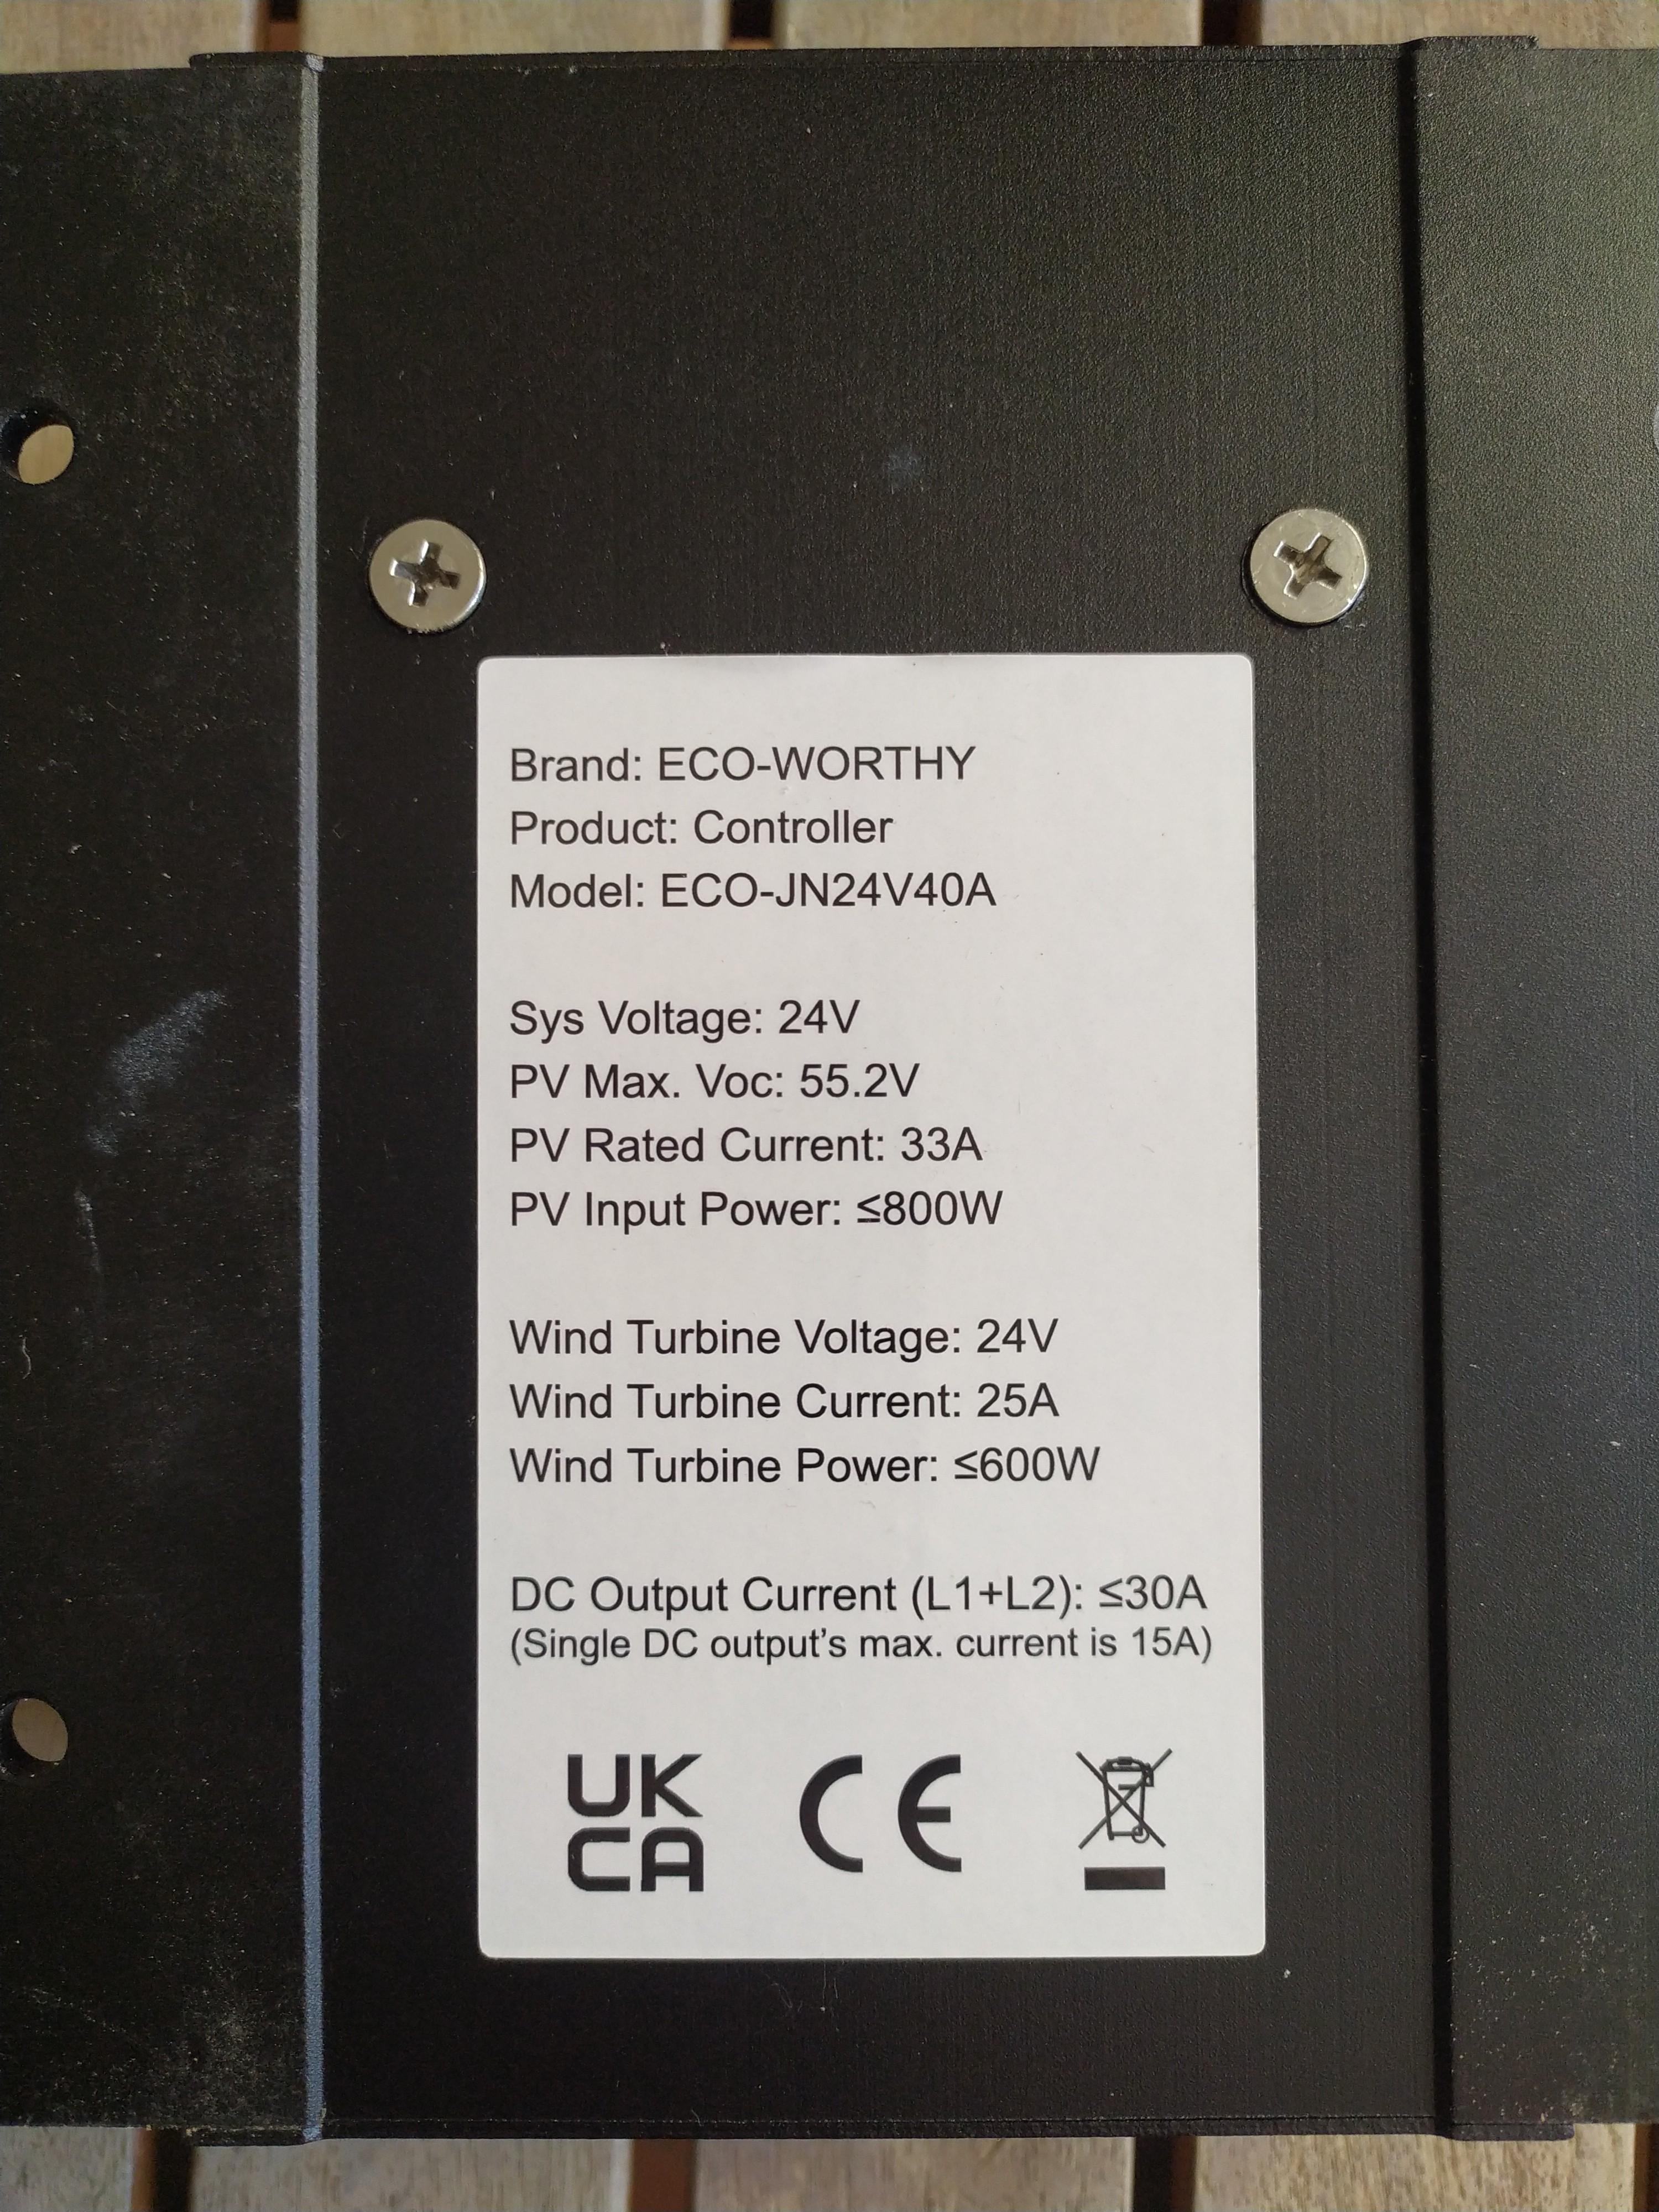 Brand: ECO-WORTHY
Product: Controller
Model: ECO-JN24V40A
Sys Voltage: 24V
PV Max. Voc: 55.2V
PV Rated Current: 33A
PV Input Power: ≤800W
Wind Turbine Voltage: 24V
Wind Turbine Current: 25A
Wind Turbine Power: ≤600W
DC Output Current (L1+L2): ≤30A
(Single DC output’s max. current is 15A)
UK
CA
CE